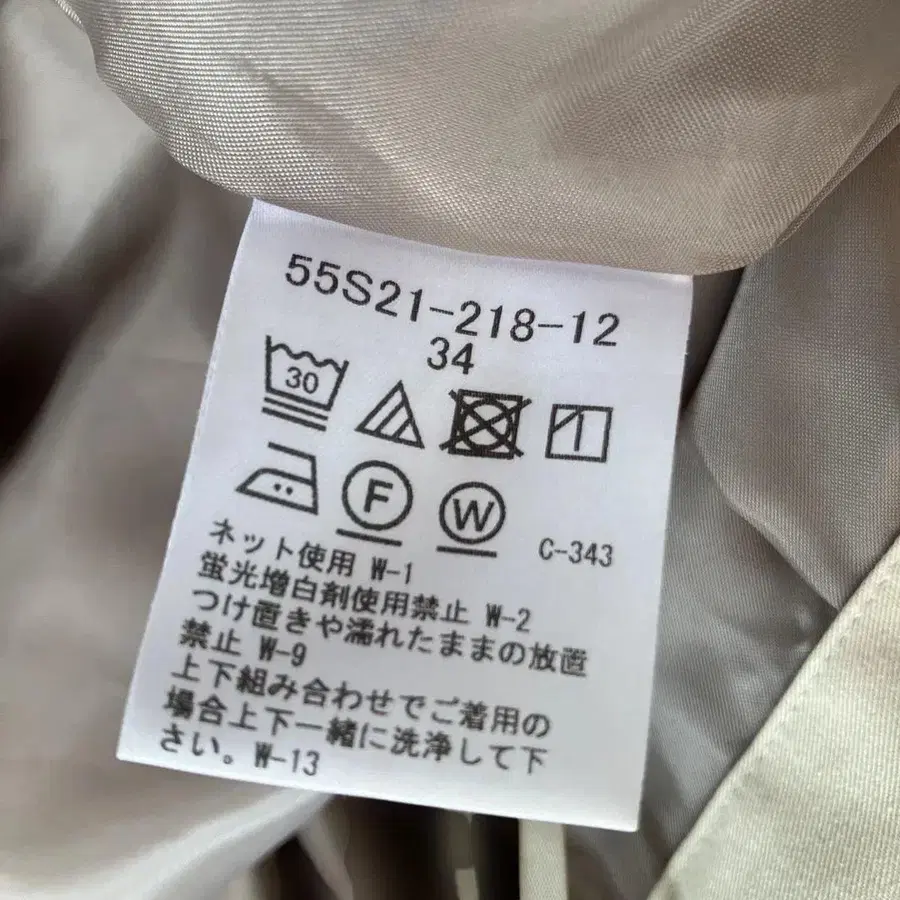 55S21-218-12
34
30
F W
C-343
ネット使用 W-1
蛍光増白剤使用禁止 W-2
つけ置きや濡れたままの放置
禁止 W-9
上下組み合わせでご着用の
場合上下一緒に洗浄して下
さい。W-13